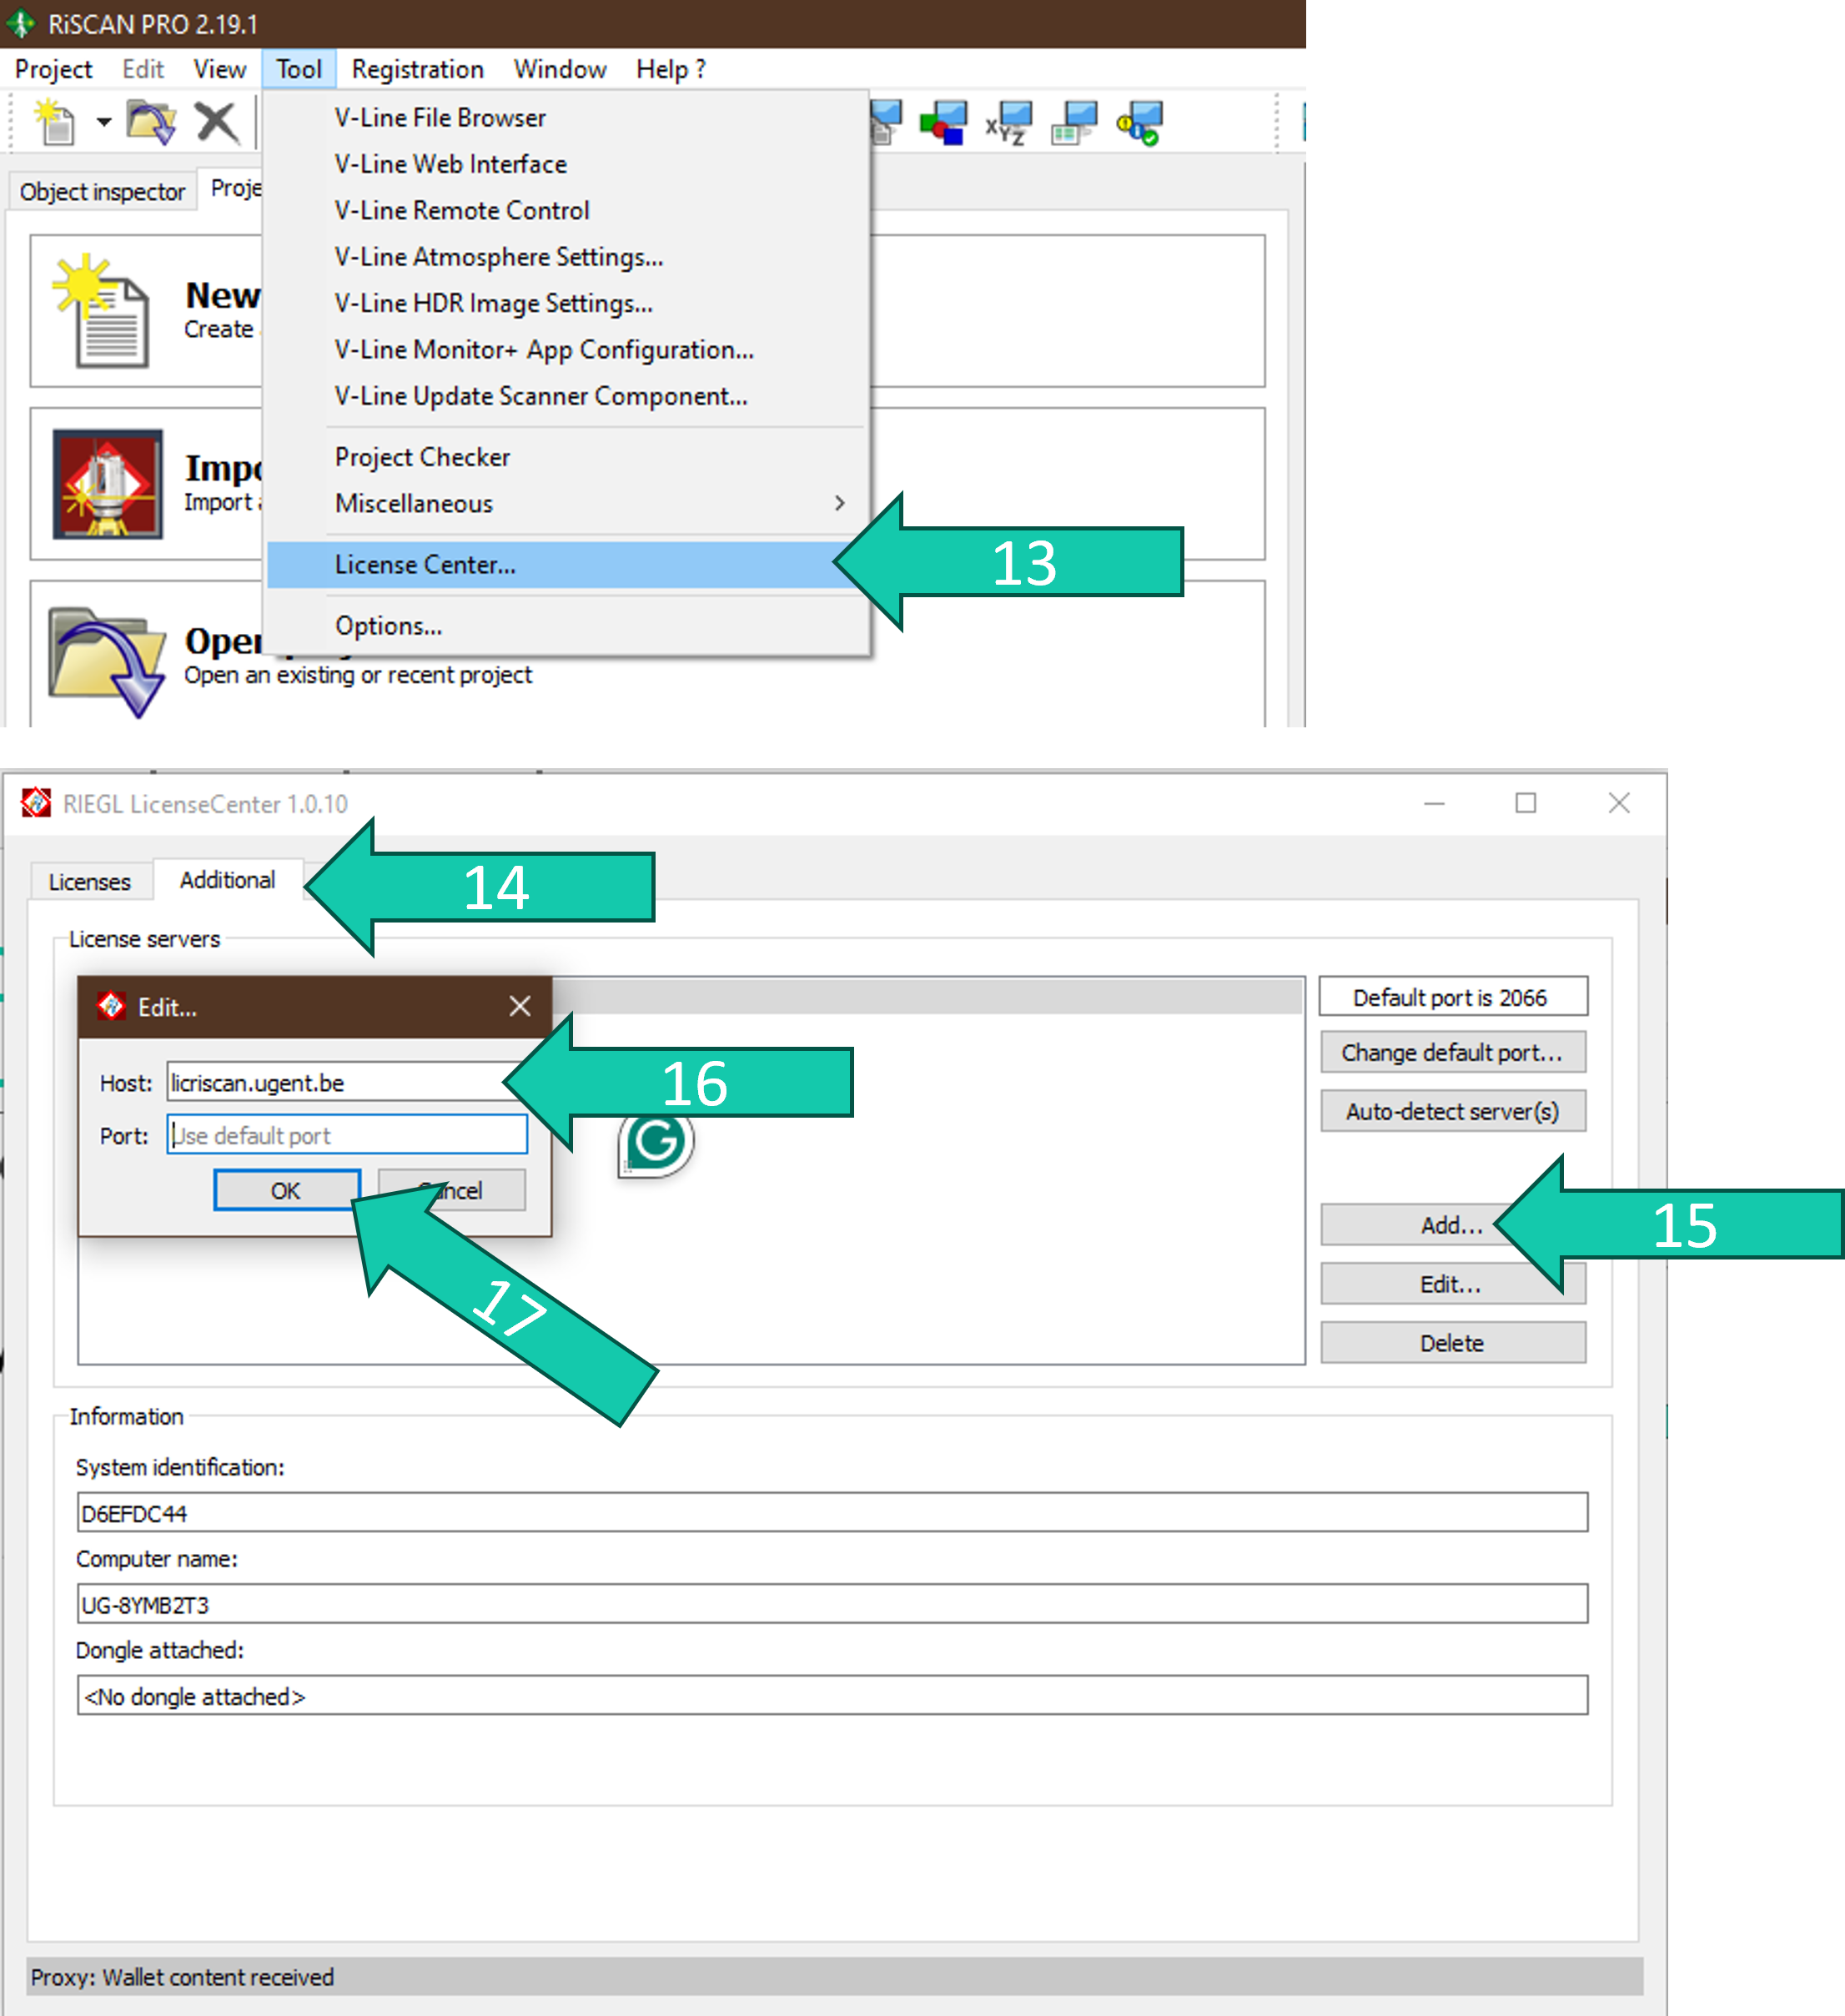 RiSCAN PRO 2.19.1
Project Edit View Tool Registration Window Help ?
V-Line File Browser
V-Line Web Interface
V-Line Remote Control
V-Line Atmosphere Settings...
V-Line HDR Image Settings...
V-Line Monitor+ App Configuration...
V-Line Update Scanner Component...
Project Checker
Miscellaneous
License Center...
Options...
13
Object inspector Proje
New
Create
Impo
Import
Open
Open an existing or recent project
RIEGL LicenseCenter 1.0.10
Licenses Additional
14
License servers
Edit...
Host: licriscan.ugent.be
16
Port: Use default port
OK Cancel
17
Default port is 2066
Change default port...
Auto-detect server(s)
Add...
15
Edit...
Delete
Information
System identification:
D6EFDC44
Computer name:
UG-8YMB2T3
Dongle attached:
<No dongle attached>
Proxy: Wallet content received